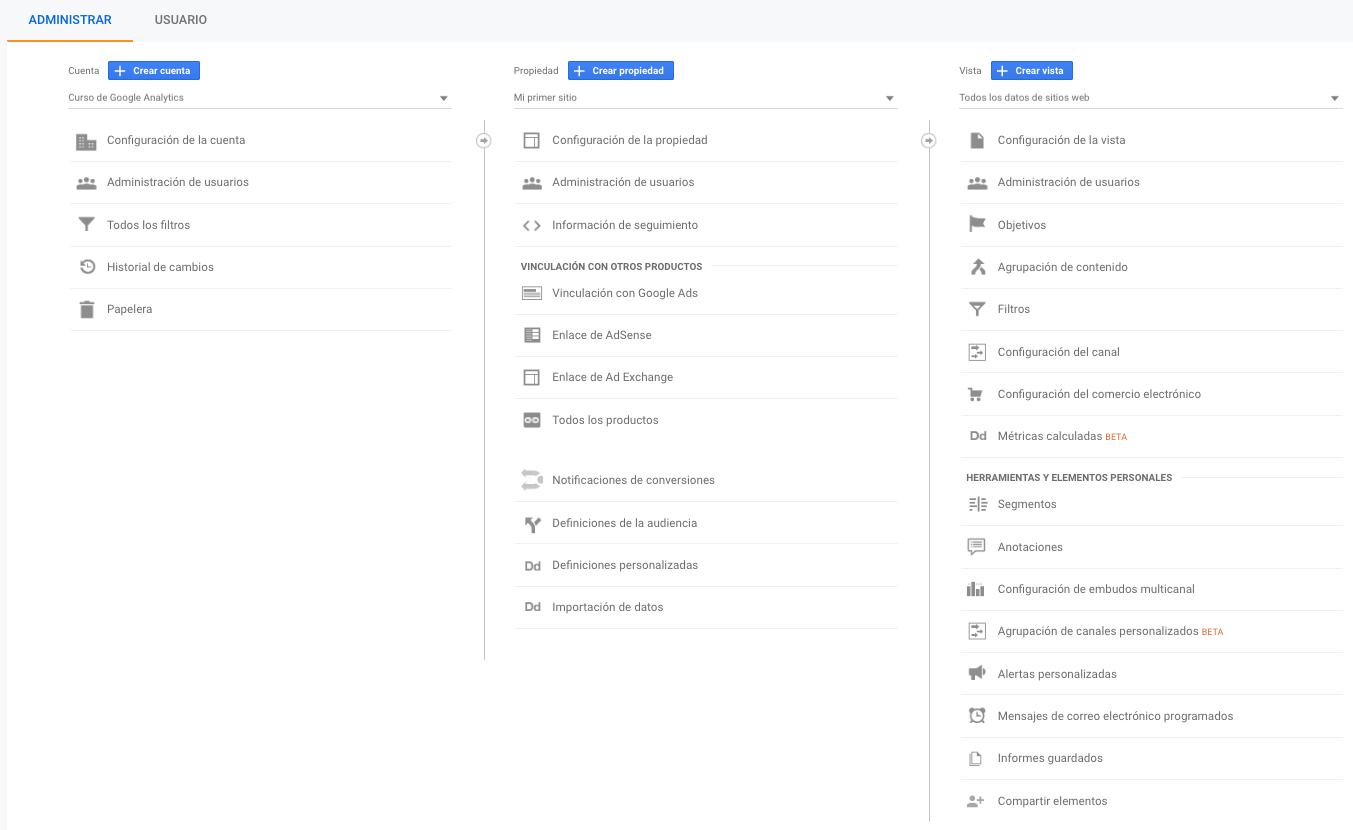 ADMINISTRAR
USUARIO
Cuenta
Crear cuenta
Curso de Google Analytics
Configuración de la cuenta
Administración de usuarios
Todos los filtros
Historial de cambios
Papelera
Propiedad
Crear propiedad
Mi primer sitio
Configuración de la propiedad
Administración de usuarios
Información de seguimiento
VINCULACIÓN CON OTROS PRODUCTOS
Vinculación con Google Ads
Enlace de AdSense
Enlace de Ad Exchange
Todos los productos
Notificaciones de conversiones
Definiciones de la audiencia
Dd Definiciones personalizadas
Dd Importación de datos
Vista
Crear vista
Todos los datos de sitios web
Configuración de la vista
Administración de usuarios
Objetivos
Agrupación de contenido
Filtros
Configuración del canal
Configuración del comercio electrónico
Dd Métricas calculadas BETA
HERRAMIENTAS Y ELEMENTOS PERSONALES
Segmentos
Anotaciones
Configuración de embudos multicanal
Agrupación de canales personalizados BETA
Alertas personalizadas
Mensajes de correo electrónico programados
Informes guardados
Compartir elementos